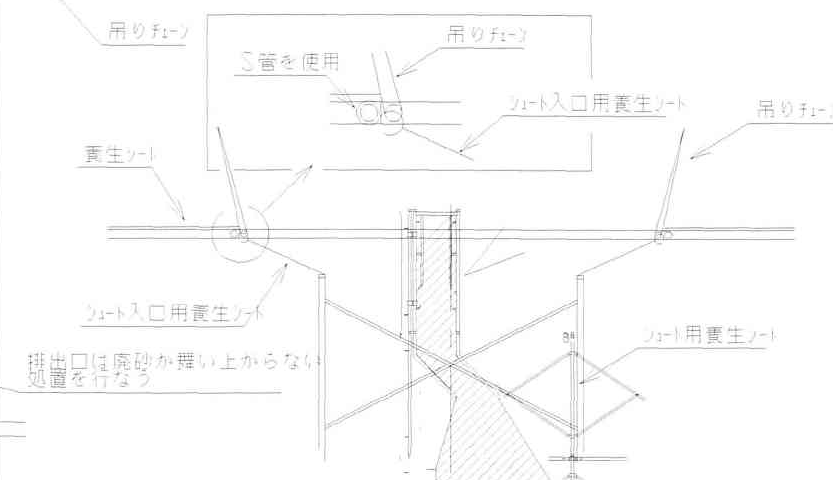 吊りチェーン
吊りチェーン
S管を使用
シュート入口用養生シート
吊りチェーン
養生シート
シュート入口用養生シート
シュート用養生シート
排出口は廃砂が舞い上がらない
処置を行なう